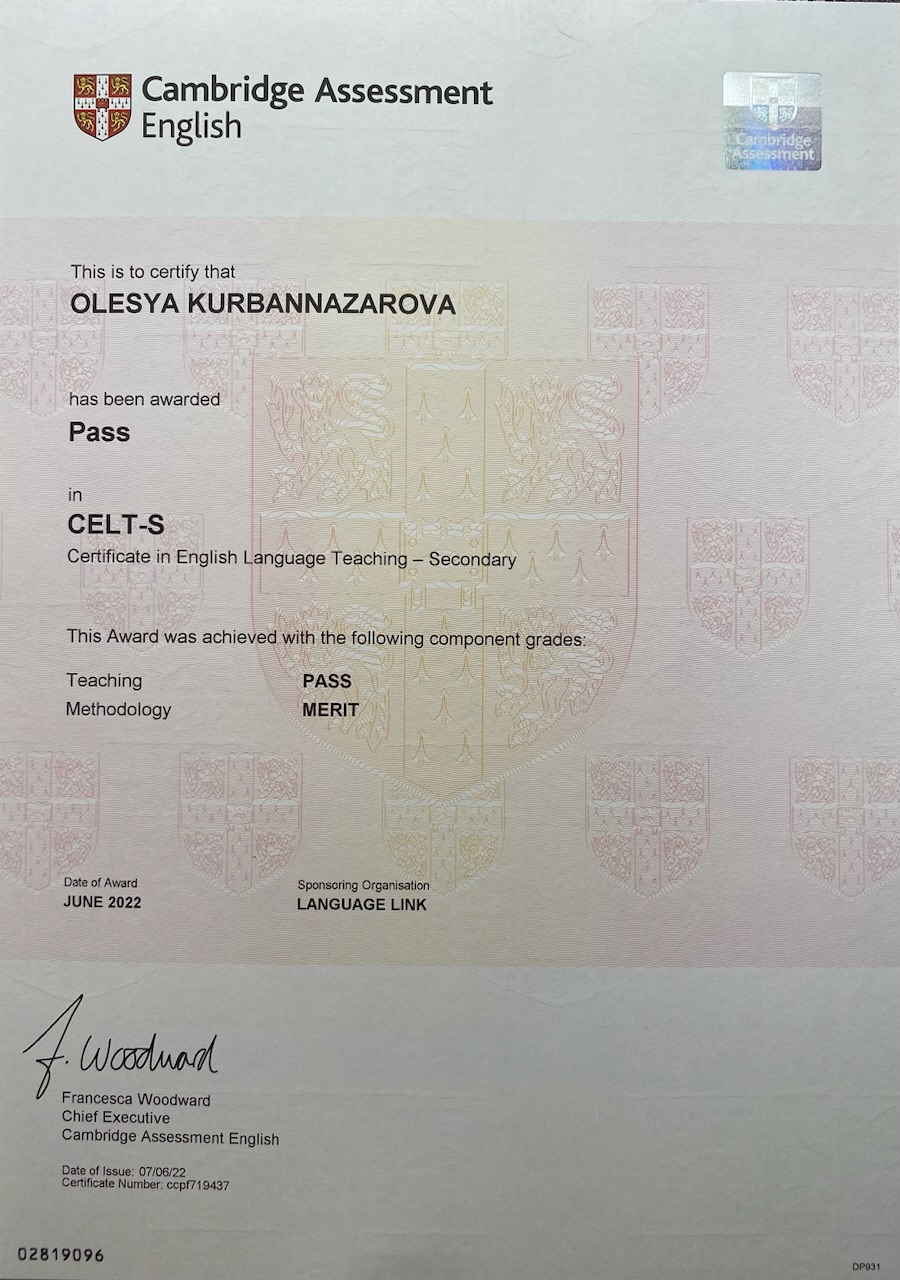 Cambridge Assessment
English
Cambridge
Assessment
This is to certify that
OLESYA KURBANNAZAROVA
has been awarded
Pass
in
CELT-S
Certificate in English Language Teaching – Secondary
This Award was achieved with the following component grades:
Teaching PASS
Methodology MERIT
Date of Award Sponsoring Organisation
JUNE 2022 LANGUAGE LINK
F. Woodward
Francesca Woodward
Chief Executive
Cambridge Assessment English
Date of Issue: 07/06/22
Certificate Number: ccpf719437
02819096
DP931